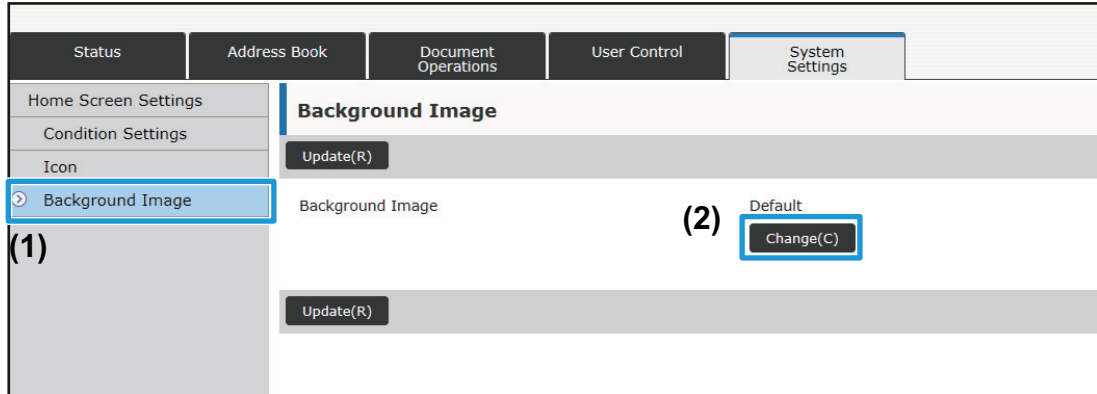 Status
Address Book
Document
Operations
User Control
System
Settings
Home Screen Settings
Condition Settings
Icon
Background Image
(1)
Background Image
Update(R)
Background Image
(2)
Default
Change(C)
Update(R)